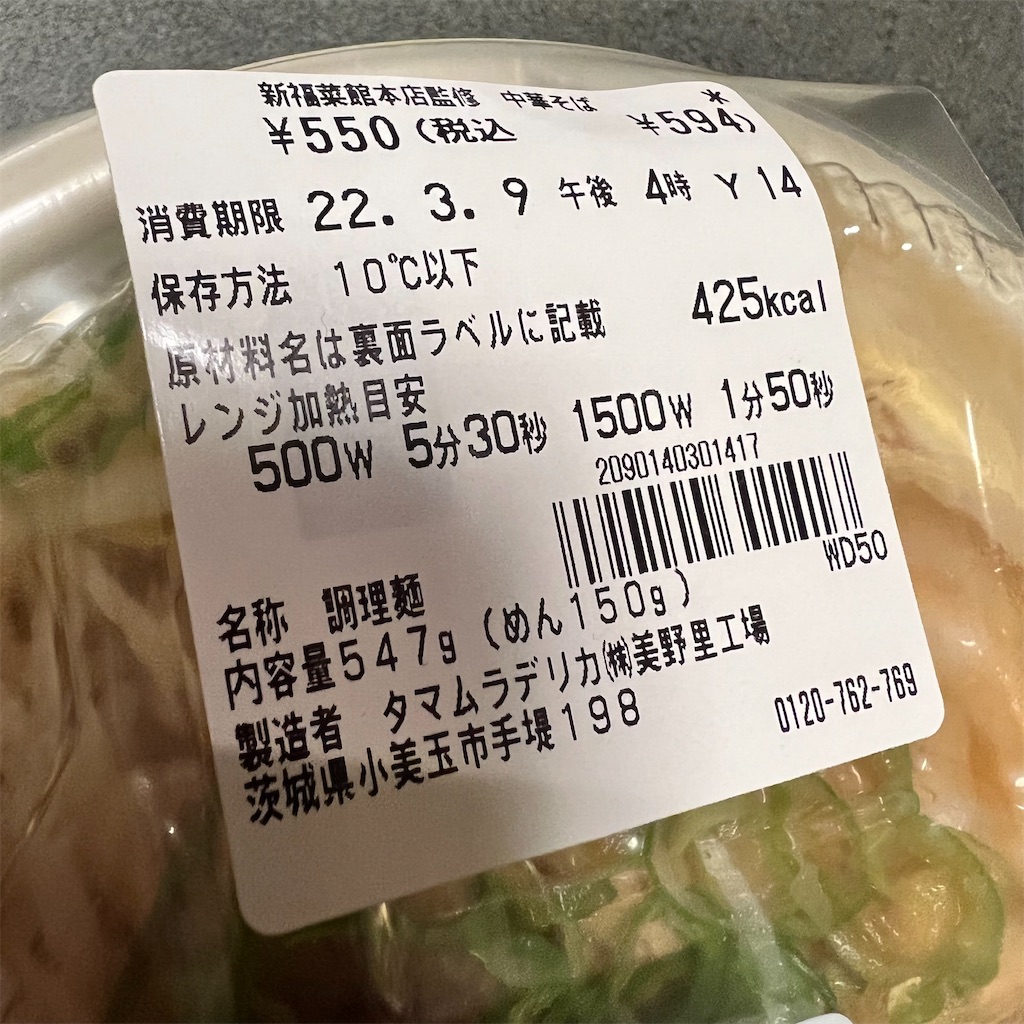 新福菜館本店監修 中華そば
¥550(税込 ¥594) *
消費期限 22. 3. 9 午後 4時 Y 14
保存方法 10℃以下
425kcal
原材料名は裏面ラベルに記載
レンジ加熱目安
500W 5分30秒 1500W 1分50秒
2090140301417
WD50
名称 調理麺
内容量547g(めん150g)
製造者 タマムラデリカ㈱美野里工場
茨城県小美玉市手堤198
0120-762-769